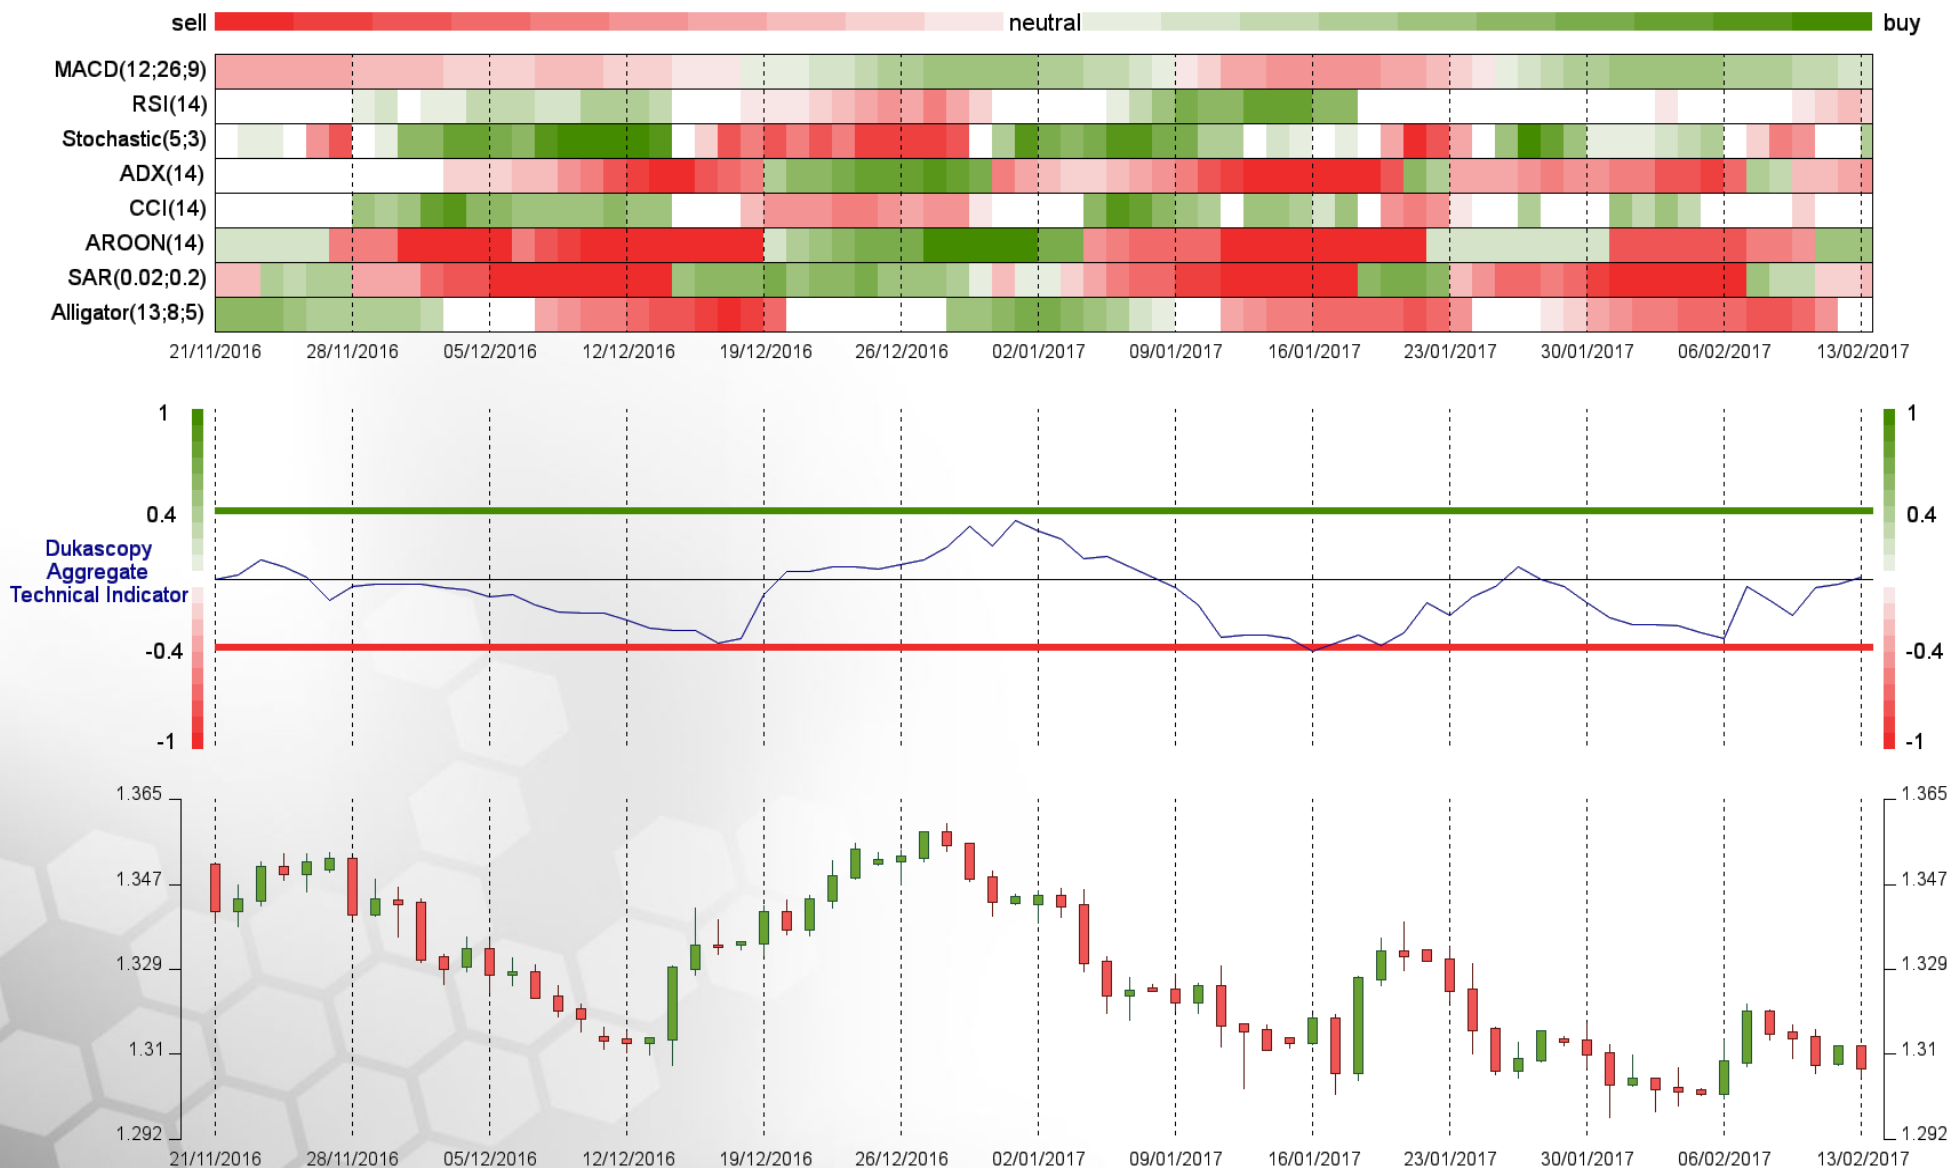 sell neutral buy
MACD(12;26;9)
RSI(14)
Stochastic(5;3)
ADX(14)
CCI(14)
AROON(14)
SAR(0.02;0.2)
Alligator(13;8;5)
21/11/2016 28/11/2016 05/12/2016 12/12/2016 19/12/2016 26/12/2016 02/01/2017 09/01/2017 16/01/2017 23/01/2017 30/01/2017 06/02/2017 13/02/2017
1 1
0.4 0.4
Dukascopy
Aggregate
Technical Indicator
-0.4 -0.4
-1 -1
1.365 1.365
1.347 1.347
1.329 1.329
1.31 1.31
1.292 1.292
21/11/2016 28/11/2016 05/12/2016 12/12/2016 19/12/2016 26/12/2016 02/01/2017 09/01/2017 16/01/2017 23/01/2017 30/01/2017 06/02/2017 13/02/2017